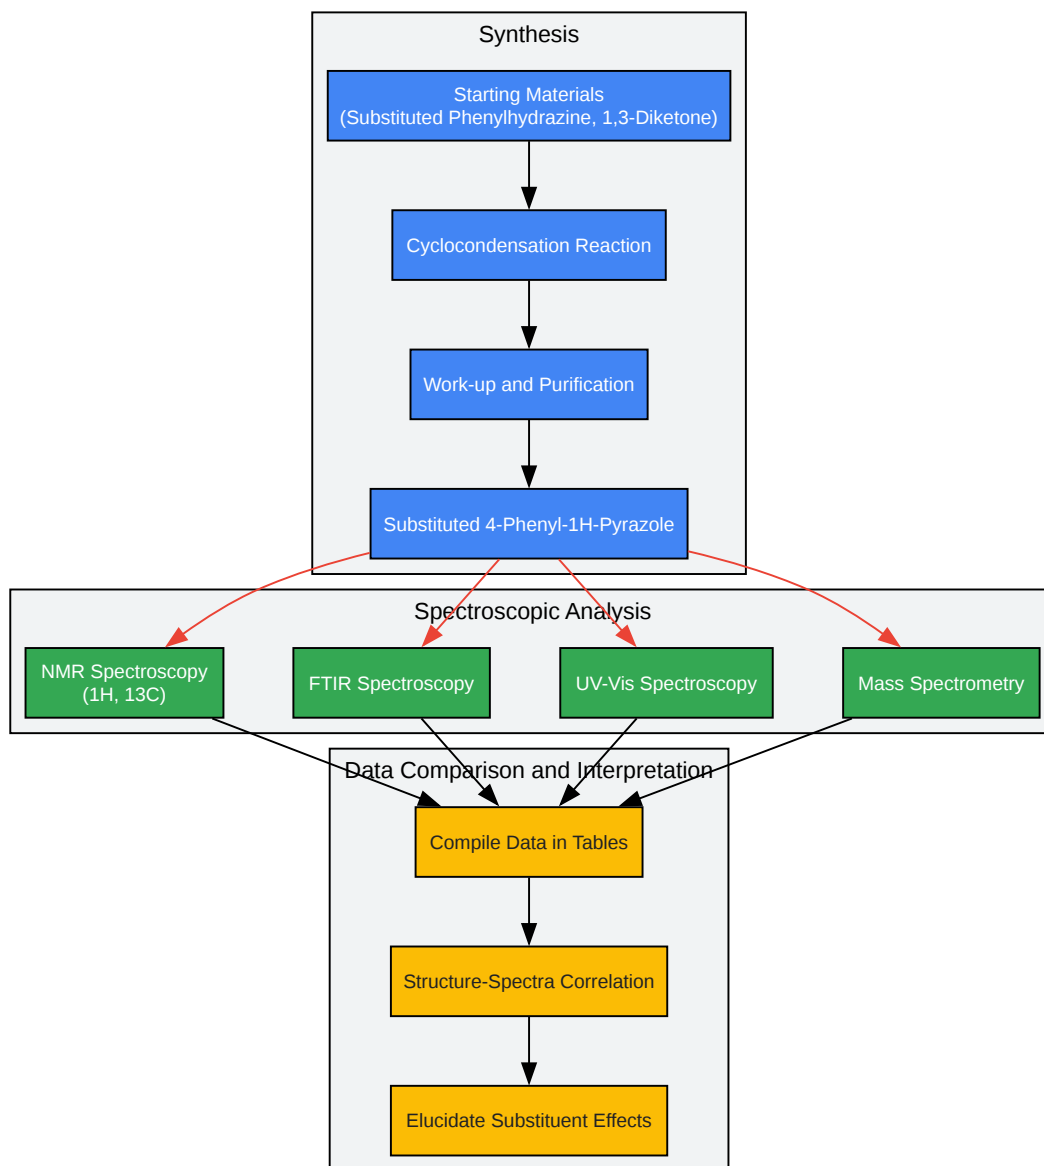 Synthesis
Starting Materials
(Substituted Phenylhydrazine, 1,3-Diketone)
Cyclocondensation Reaction
Work-up and Purification
Substituted 4-Phenyl-1H-Pyrazole
Spectroscopic Analysis
NMR Spectroscopy
(1H, 13C)
FTIR Spectroscopy
UV-Vis Spectroscopy
Mass Spectrometry
Data Comparison and Interpretation
Compile Data in Tables
Structure-Spectra Correlation
Elucidate Substituent Effects